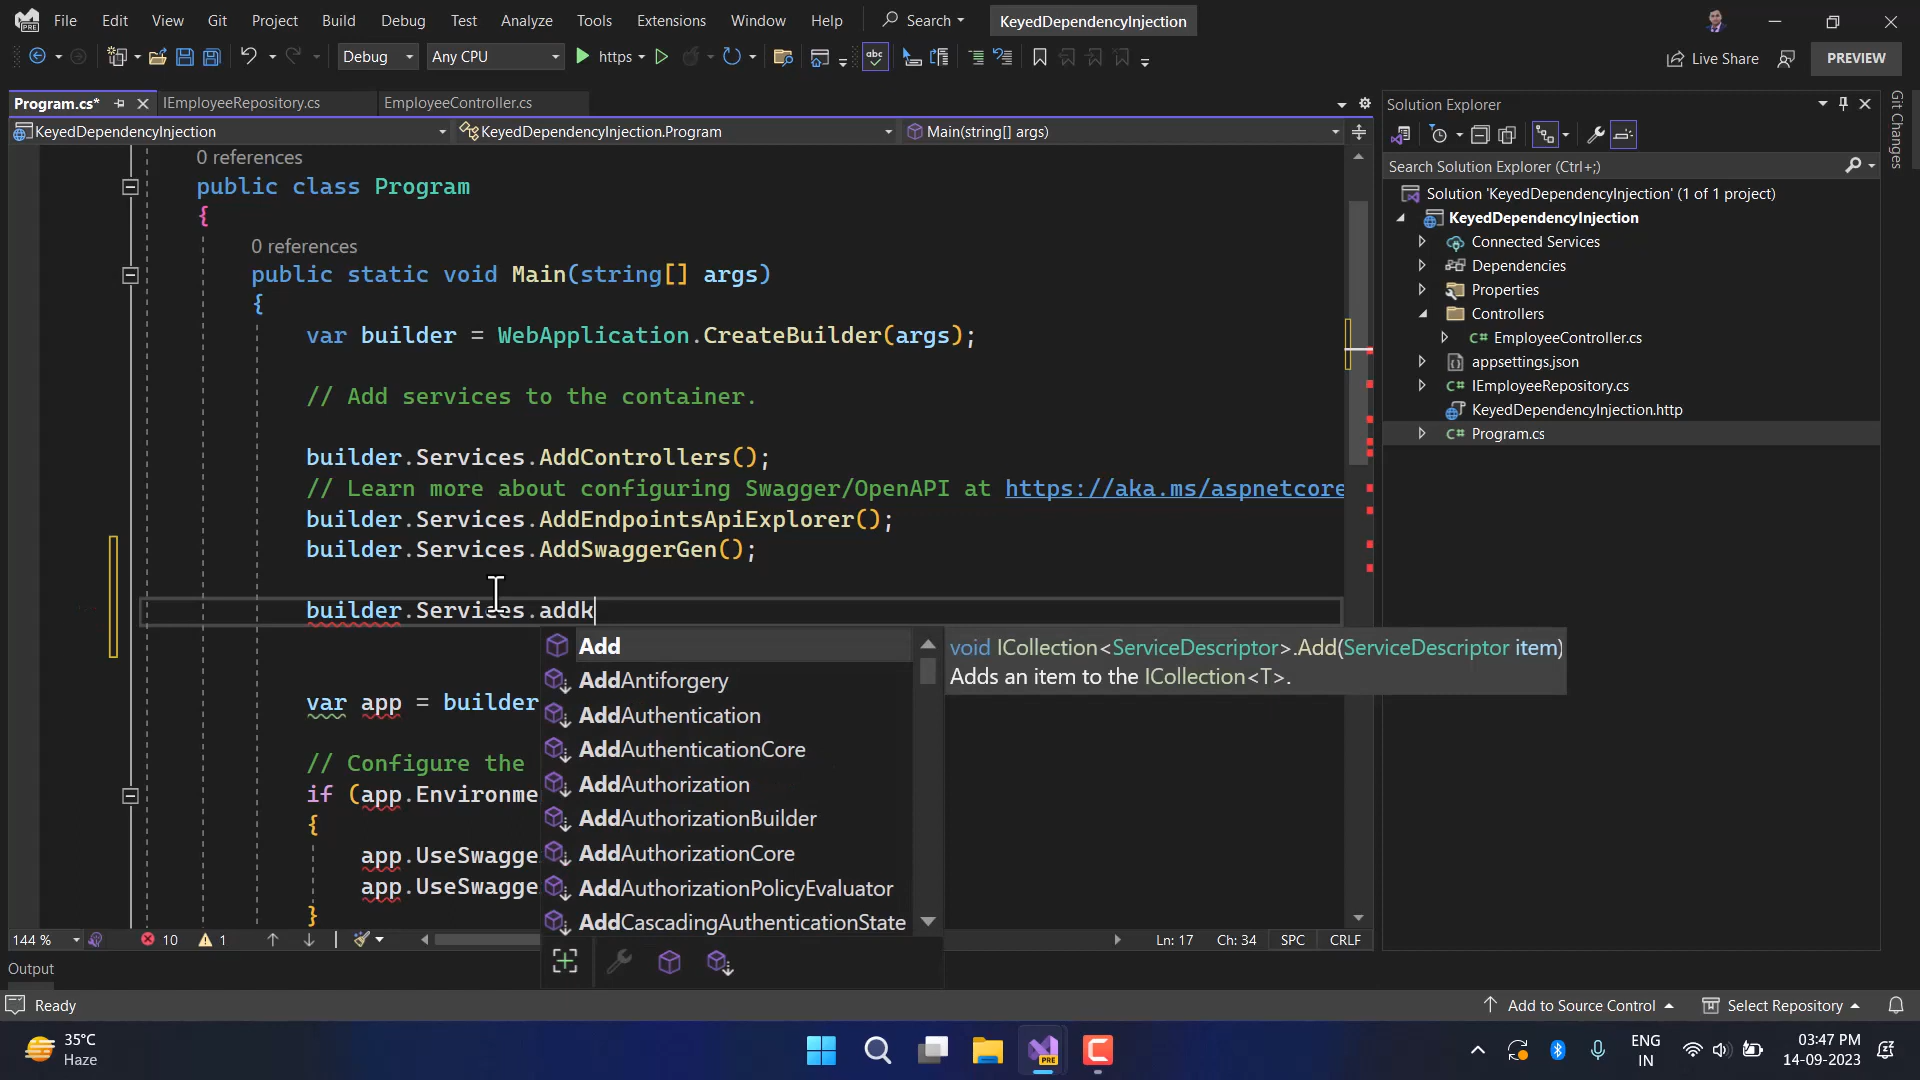 File Edit View Git Project Build Debug Test Analyze Tools Extensions Window Help Search KeyedDependencyInjection
PRE
Debug Any CPU https abc Live Share PREVIEW
Program.cs* IEmployeeRepository.cs EmployeeController.cs
KeyedDependencyInjection KeyedDependencyInjection.Program Main(string[] args)
0 references
public class Program
{
0 references
public static void Main(string[] args)
{
var builder = WebApplication.CreateBuilder(args);
// Add services to the container.
builder.Services.AddControllers();
// Learn more about configuring Swagger/OpenAPI at https://aka.ms/aspnetcore
builder.Services.AddEndpointsApiExplorer();
builder.Services.AddSwaggerGen();
builder.Services.addk
Add
AddAntiforgery
AddAuthentication
AddAuthenticationCore
AddAuthorization
AddAuthorizationBuilder
AddAuthorizationCore
AddAuthorizationPolicyEvaluator
AddCascadingAuthenticationState
void ICollection<ServiceDescriptor>.Add(ServiceDescriptor item)
Adds an item to the ICollection<T>.
var app = builder
// Configure the
if (app.Environme
{
app.UseSwagge
app.UseSwagge
}
144 % 10 1 Ln: 17 Ch: 34 SPC CRLF
Solution Explorer
Search Solution Explorer (Ctrl+;)
Solution 'KeyedDependencyInjection' (1 of 1 project)
KeyedDependencyInjection
Connected Services
Dependencies
Properties
Controllers
C# EmployeeController.cs
appsettings.json
C# IEmployeeRepository.cs
KeyedDependencyInjection.http
C# Program.cs
Git Changes
Output
Ready Add to Source Control Select Repository
35°C
Haze
PRE
ENG
IN
03:47 PM
14-09-2023